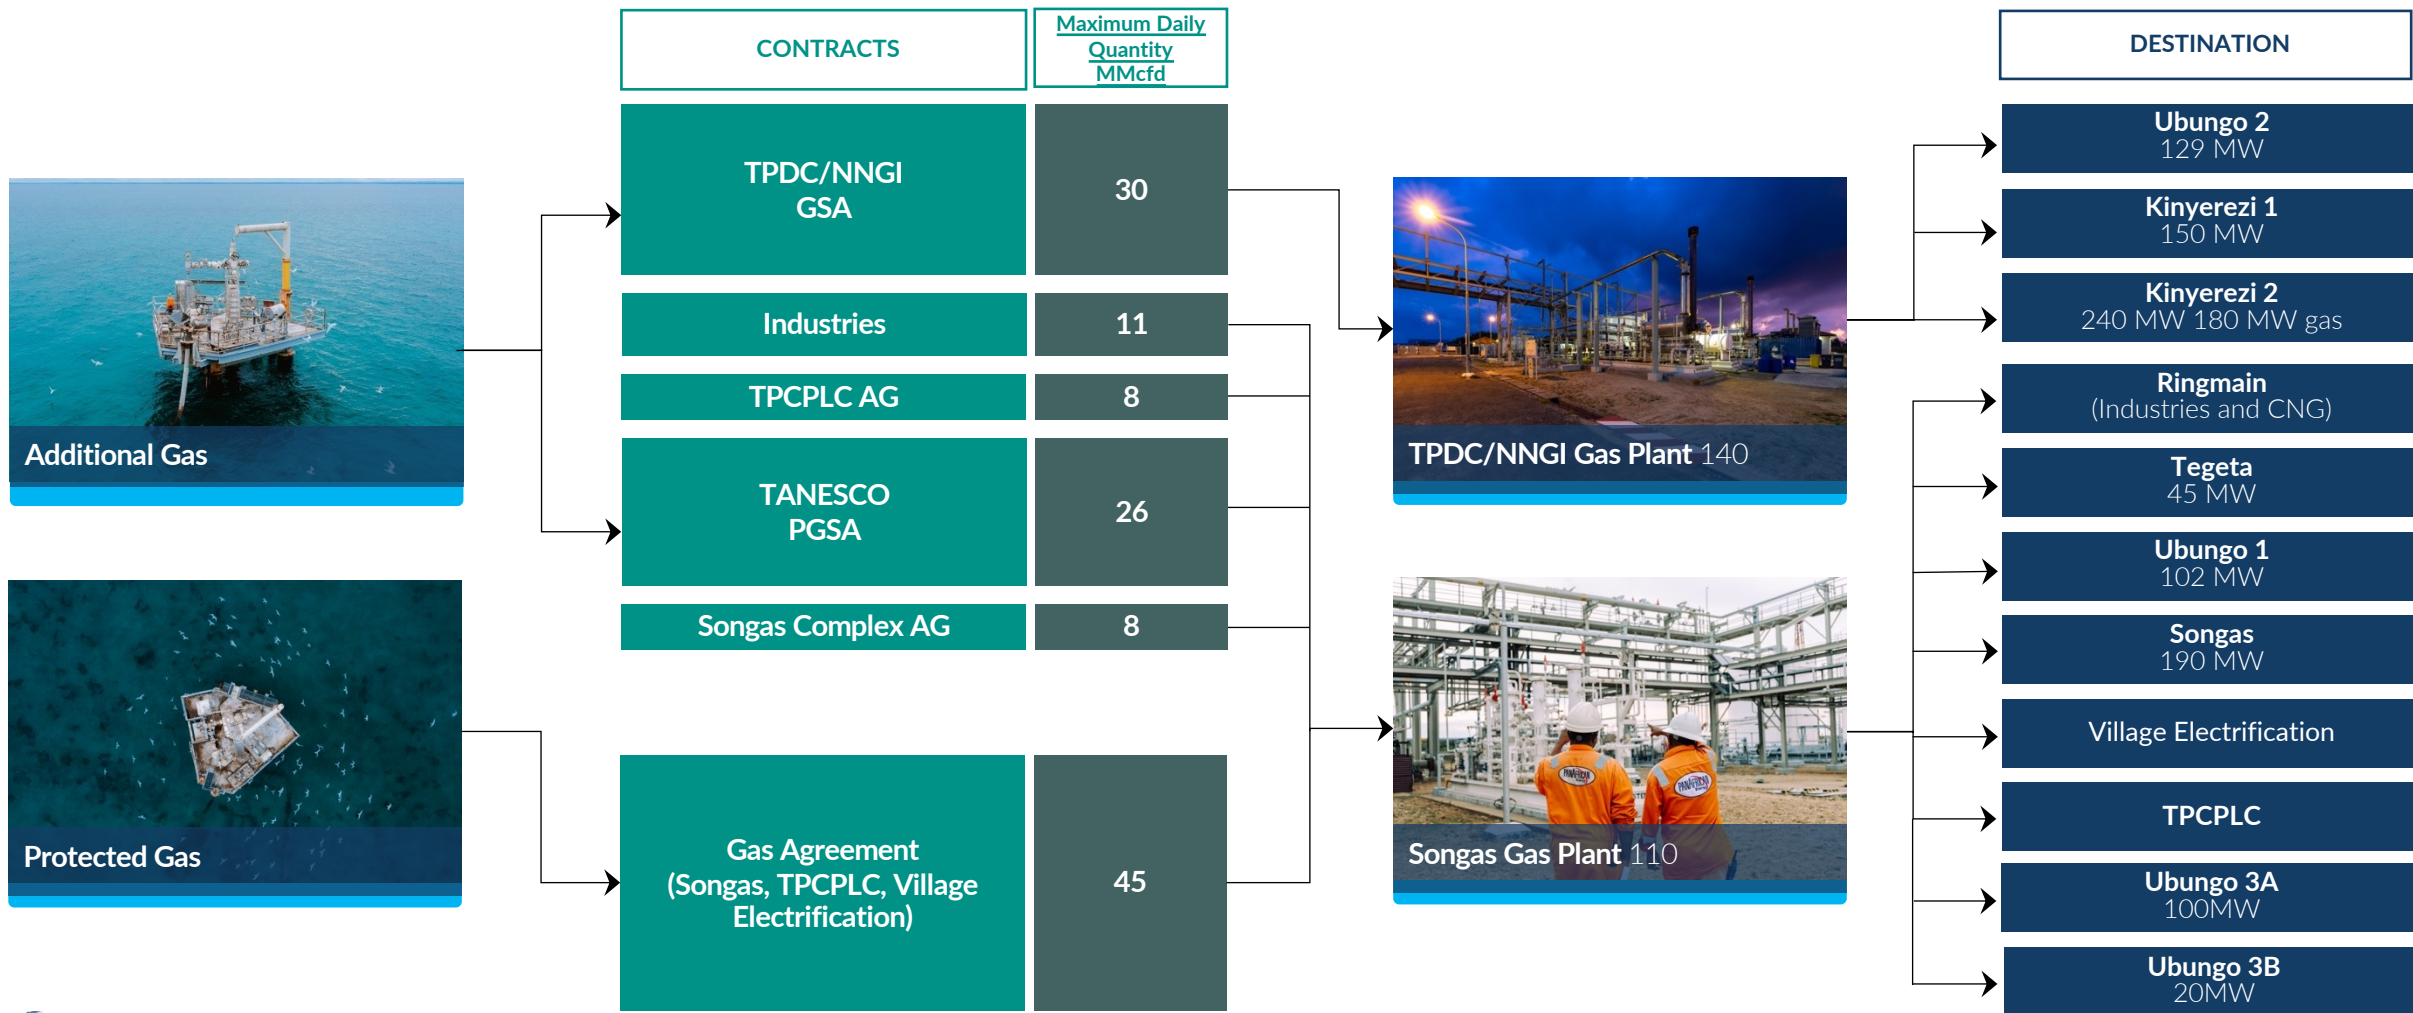 CONTRACTS
Maximum Daily
Quantity
MMcfd
DESTINATION
TPDC/NNGI
GSA
30
Industries
11
TPCPLC AG
8
TANESCO
PGSA
26
Songas Complex AG
8
Gas Agreement
(Songas, TPCPLC, Village
Electrification)
45
Additional Gas
Protected Gas
TPDC/NNGI Gas Plant 140
PANAFRICAN
PANAFRICAN
Songas Gas Plant 110
Ubungo 2
129 MW
Kinyerezi 1
150 MW
Kinyerezi 2
240 MW 180 MW gas
Ringmain
(Industries and CNG)
Tegeta
45 MW
Ubungo 1
102 MW
Songas
190 MW
Village Electrification
TPCPLC
Ubungo 3A
100MW
Ubungo 3B
20MW